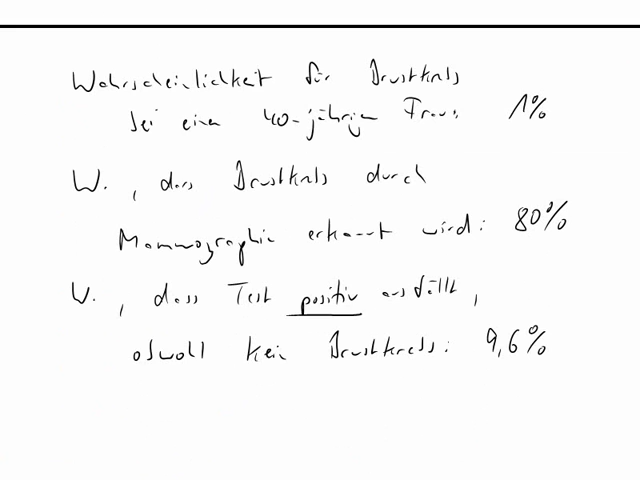 Wahrscheinlichkeit für Brustkrebs
bei einer 40-jährigen Frau: 1%
W., dass Brustkrebs durch
Mammographie erkannt wird: 80%
W., dass Test positiv ausfällt,
obwohl kein Brustkrebs: 9,6%